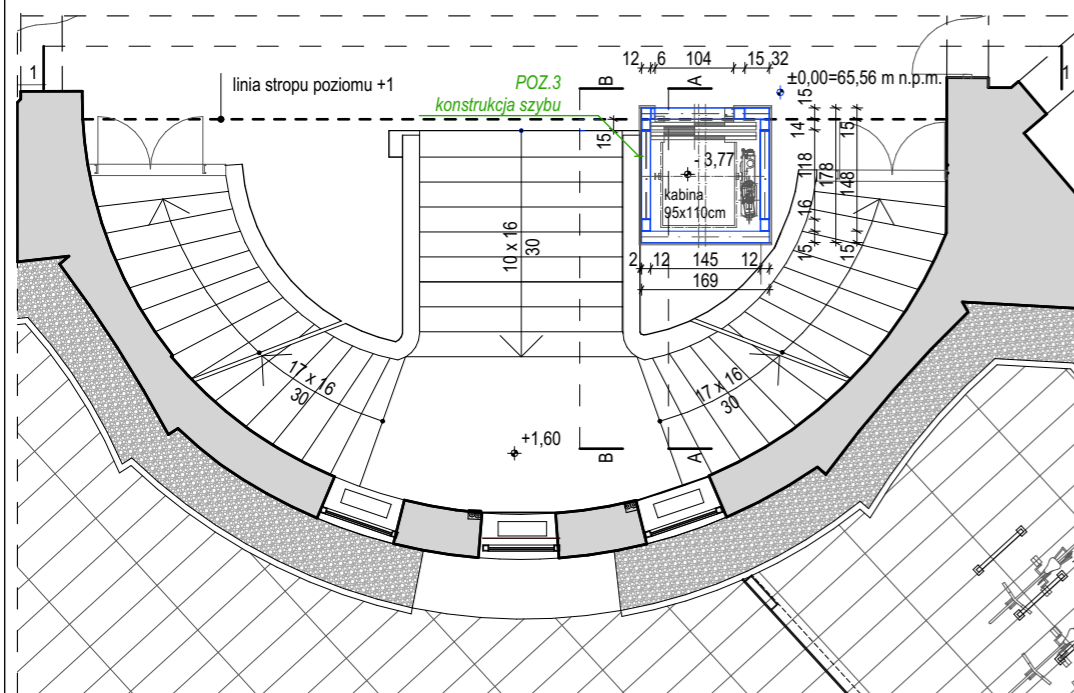 12 6 104 15 32
B
A
±0,00=65,56 m n.p.m.
1
1
linia stropu poziomu +1
POZ.3
konstrukcja szybu
15
15
14
118
16
15
178
15
148
15
- 3,77
kabina
95x110cm
10 x 16
30
2 12 145 12
169
17 x 16
30
17 x 16
30
+1,60
B
A